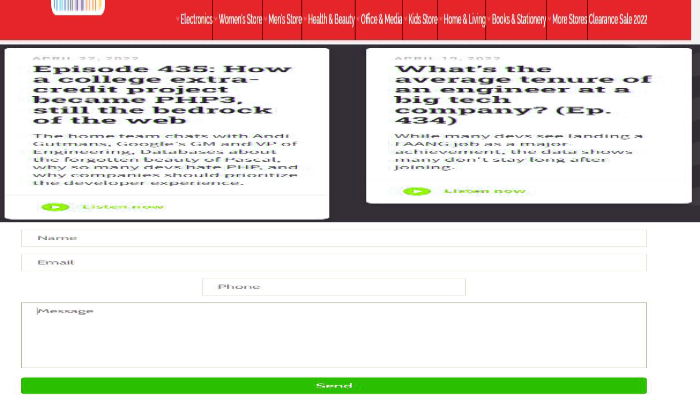 Electronics Women's Store Men's Store Health & Beauty Office & Media Kids Store Home & Living Books & Stationery More Stores Clearance Sale 2022
APRIL 22, 2022
Episode 435: How
a college extra-
credit project
became PHP3,
still the bedrock
of the web
The home team chats with Andi
Gutmans, Google's GM and VP of
Engineering, Databases about
the forgotten beauty of Pascal,
why so many devs hate PHP, and
why companies should prioritize
the developer experience.
Listen now
What's the
average tenure of
an engineer at a
big tech
company? (Ep.
434)
While many devs see landing a
FAANG job as a major
achievement, the data shows
many don't stay long after
joining.
Listen now
Name
Email
Phone
Message
Send